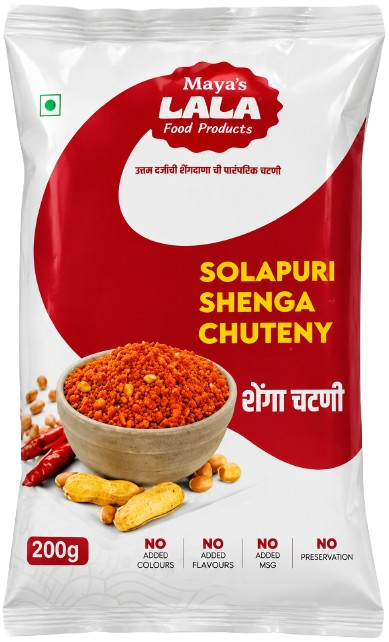 Maya's
LALA
Food Products
उत्तम दर्जाची शेंगदाणा ची पारंपरिक चटणी
SOLAPURI
SHENGA
CHUTENY
शेंगा चटणी
200g
NO ADDED COLOURS
NO ADDED FLAVOURS
NO ADDED MSG
NO PRESERVATION